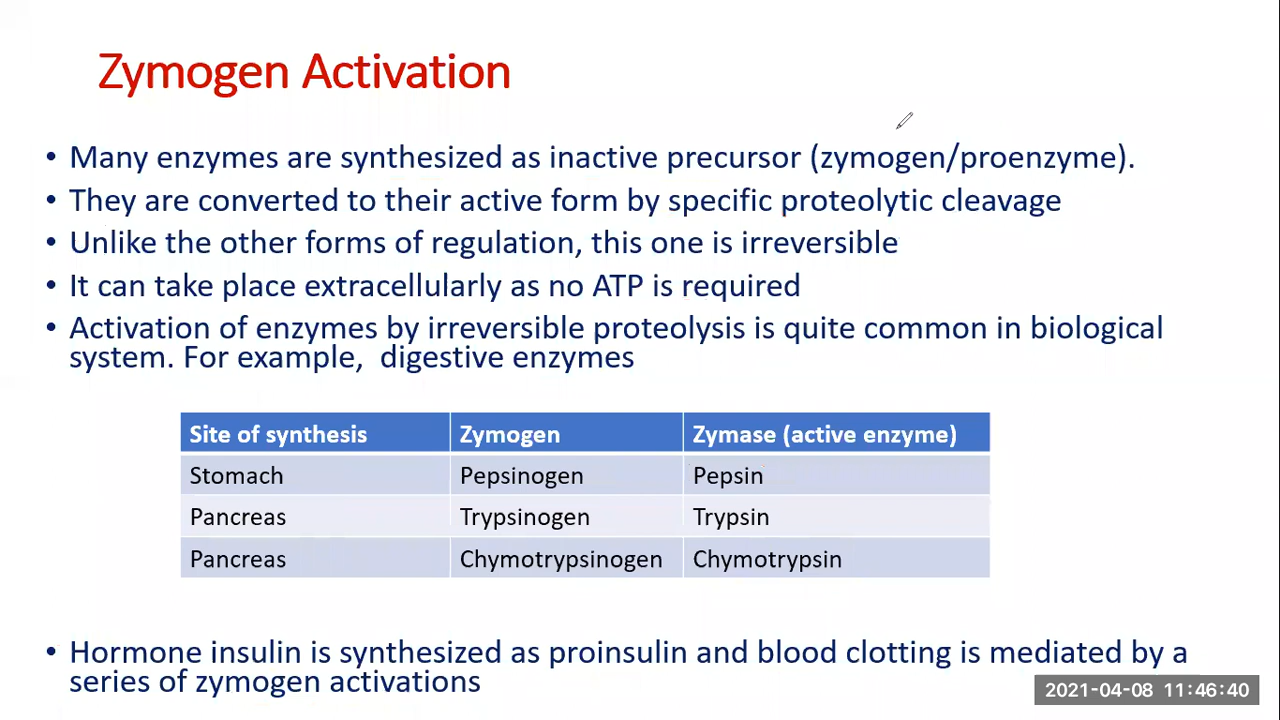 Zymogen Activation
• Many enzymes are synthesized as inactive precursor (zymogen/proenzyme).
• They are converted to their active form by specific proteolytic cleavage
• Unlike the other forms of regulation, this one is irreversible
• It can take place extracellularly as no ATP is required
• Activation of enzymes by irreversible proteolysis is quite common in biological
system. For example, digestive enzymes
Site of synthesis Zymogen Zymase (active enzyme)
Stomach Pepsinogen Pepsin
Pancreas Trypsinogen Trypsin
Pancreas Chymotrypsinogen Chymotrypsin
• Hormone insulin is synthesized as proinsulin and blood clotting is mediated by a
series of zymogen activations
2021-04-08 11:46:40